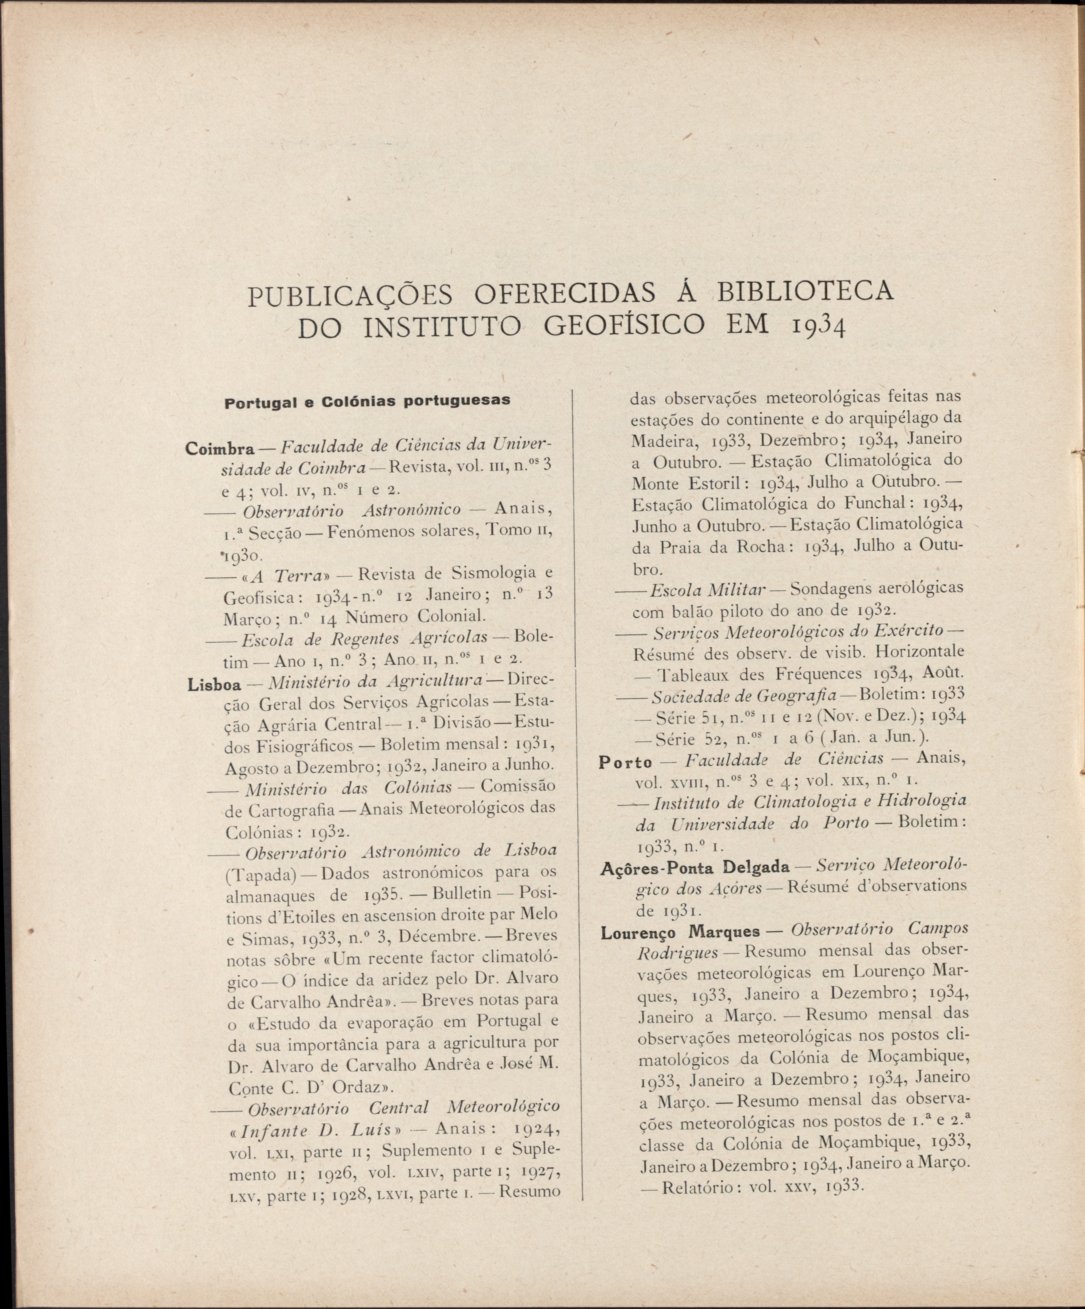 PUBLICAÇÕES OFERECIDAS Á BIBLIOTECA
DO INSTITUTO GEOFÍSICO EM 1934
Portugal e Colónias portuguesas
Coimbra — Faculdade de Ciências da Univer-
sidade de Coimbra — Revista, vol. III, n.os 3
e 4; vol. IV, n.os 1 e 2.
—— Observatório Astronómico — Anais,
1.ª Secção — Fenómenos solares, Tomo II,
1930.
—— «A Terra» — Revista de Sismologia e
Geofísica: 1934-n.º 12 Janeiro; n.º 13
Março; n.º 14 Número Colonial.
—— Escola de Regentes Agrícolas — Bole-
tim — Ano I, n.º 3; Ano II, n.os 1 e 2.
Lisboa — Ministério da Agricultura — Direc-
ção Geral dos Serviços Agrícolas — Esta-
ção Agrária Central — 1.ª Divisão — Estu-
dos Fisiográficos — Boletim mensal: 1931,
Agosto a Dezembro; 1932, Janeiro a Junho.
—— Ministério das Colónias — Comissão
de Cartografia — Anais Meteorológicos das
Colónias: 1932.
—— Observatório Astronómico de Lisboa
(Tapada) — Dados astronómicos para os
almanaques de 1935. — Bulletin — Posi-
tions d'Etoiles en ascension droite par Melo
e Simas, 1933, n.º 3, Décembre. — Breves
notas sôbre «Um recente factor climatoló-
gico — O índice da aridez pelo Dr. Alvaro
de Carvalho Andrêa». — Breves notas para
o «Estudo da evaporação em Portugal e
da sua importância para a agricultura por
Dr. Alvaro de Carvalho Andrêa e José M.
Conte C. D' Ordaz».
—— Observatório Central Meteorológico
«Infante D. Luís» — Anais: 1924,
vol. LXI, parte II; Suplemento I e Suple-
mento II; 1926, vol. LXIV, parte I; 1927,
LXV, parte I; 1928, LXVI, parte I. — Resumo
das observações meteorológicas feitas nas
estações do continente e do arquipélago da
Madeira, 1933, Dezembro; 1934, Janeiro
a Outubro. — Estação Climatológica do
Monte Estoril: 1934, Julho a Outubro. —
Estação Climatológica do Funchal: 1934,
Junho a Outubro. — Estação Climatológica
da Praia da Rocha: 1934, Julho a Outu-
bro.
—— Escola Militar — Sondagens aerológicas
com balão piloto do ano de 1932.
—— Serviços Meteorológicos do Exército —
Résumé des observ. de visib. Horizontale
— Tableaux des Fréquences 1934, Août.
—— Sociedade de Geografia — Boletim: 1933
— Série 51, n.os 11 e 12 (Nov. e Dez.); 1934
— Série 52, n.os 1 a 6 (Jan. a Jun.).
Porto — Faculdade de Ciências — Anais,
vol. XVIII, n.os 3 e 4; vol. XIX, n.º 1.
—— Instituto de Climatologia e Hidrologia
da Universidade do Porto — Boletim:
1933, n.º 1.
Açôres-Ponta Delgada — Serviço Meteoroló-
gico dos Açôres — Résumé d'observations
de 1931.
Lourenço Marques — Observatório Campos
Rodrigues — Resumo mensal das obser-
vações meteorológicas em Lourenço Mar-
ques, 1933, Janeiro a Dezembro; 1934,
Janeiro a Março. — Resumo mensal das
observações meteorológicas nos postos cli-
matológicos da Colónia de Moçambique,
1933, Janeiro a Dezembro; 1934, Janeiro
a Março. — Resumo mensal das observa-
ções meteorológicas nos postos de 1.ª e 2.ª
classe da Colónia de Moçambique, 1933,
Janeiro a Dezembro; 1934, Janeiro a Março.
— Relatório: vol. XXV, 1933.